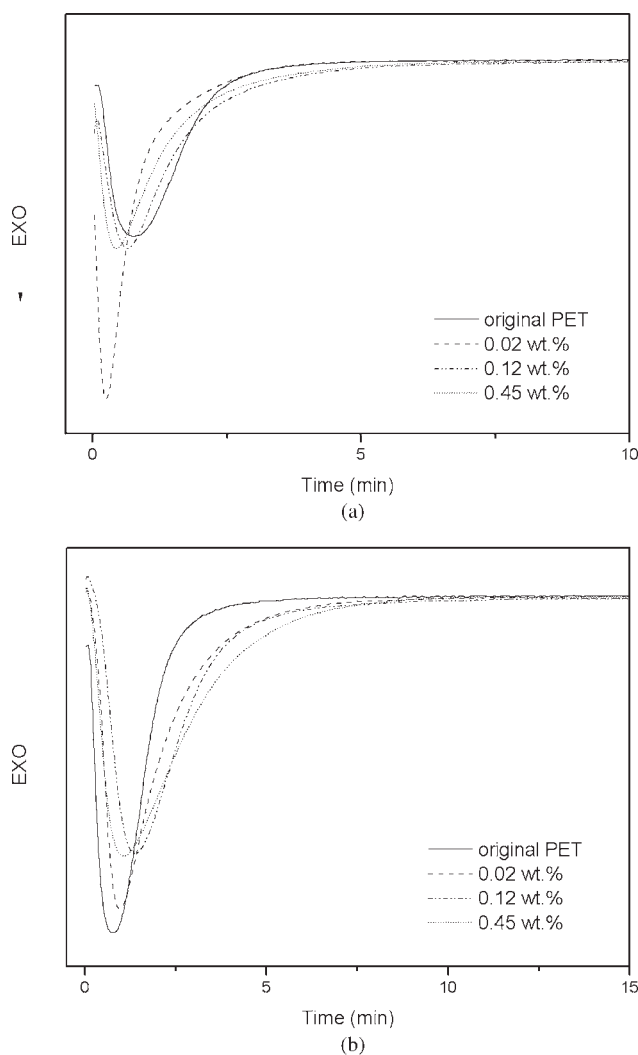 EXO
original PET
0.02 wt.%
0.12 wt.%
0.45 wt.%
0 5 10
Time (min)
(a)
EXO
original PET
0.02 wt.%
0.12 wt.%
0.45 wt.%
0 5 10 15
Time (min)
(b)